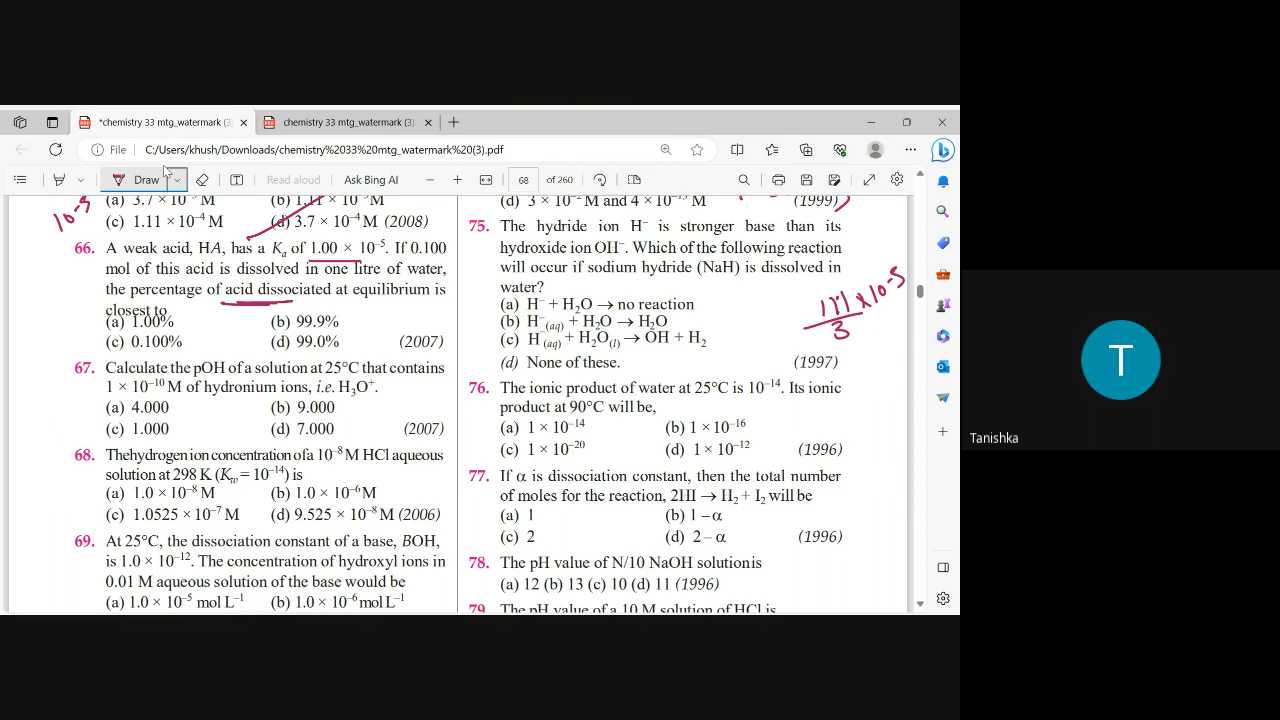 *chemistry 33 mtg_watermark (3).
chemistry 33 mtg_watermark (3).
File
C:/Users/khush/Downloads/chemistry%2033%20mtg_watermark%20(3).pdf
Draw
Read aloud
Ask Bing AI
68
of 260
(c) 1.11 × 10⁻⁴ M (d) 3.7 × 10⁻⁴ M (2008)
10⁻⁵
66. A weak acid, HA, has a Kₐ of 1.00 × 10⁻⁵. If 0.100
mol of this acid is dissolved in one litre of water,
the percentage of acid dissociated at equilibrium is
closest to
(a) 1.00% (b) 99.9%
(c) 0.100% (d) 99.0% (2007)
67. Calculate the pOH of a solution at 25°C that contains
1 × 10⁻¹⁰ M of hydronium ions, i.e. H₃O⁺.
(a) 4.000 (b) 9.000
(c) 1.000 (d) 7.000 (2007)
68. Thehydrogen ion concentration of a 10⁻⁸ M HCl aqueous
solution at 298 K (K_w = 10⁻¹⁴) is
(a) 1.0 × 10⁻⁸ M (b) 1.0 × 10⁻⁶ M
(c) 1.0525 × 10⁻⁷ M (d) 9.525 × 10⁻⁸ M (2006)
69. At 25°C, the dissociation constant of a base, BOH,
is 1.0 × 10⁻¹². The concentration of hydroxyl ions in
0.01 M aqueous solution of the base would be
(a) 1.0 × 10⁻⁵ mol L⁻¹ (b) 1.0 × 10⁻⁶ mol L⁻¹
(1999)
75. The hydride ion H⁻ is stronger base than its
hydroxide ion OH⁻. Which of the following reaction
will occur if sodium hydride (NaH) is dissolved in
water?
(a) H⁻ + H₂O → no reaction
(b) H⁻(aq) + H₂O → H₂O
(c) H⁻(aq) + H₂O(l) → OH + H₂
(d) None of these. (1997)
111 × 10⁻⁵
3
76. The ionic product of water at 25°C is 10⁻¹⁴. Its ionic
product at 90°C will be,
(a) 1 × 10⁻¹⁴ (b) 1 × 10⁻¹⁶
(c) 1 × 10⁻²⁰ (d) 1 × 10⁻¹² (1996)
77. If α is dissociation constant, then the total number
of moles for the reaction, 2HI → H₂ + I₂ will be
(a) 1 (b) 1 – α
(c) 2 (d) 2 – α (1996)
78. The pH value of N/10 NaOH solution is
(a) 12 (b) 13 (c) 10 (d) 11 (1996)
79. The pH value of a 10 M solution of HCl is
T
Tanishka